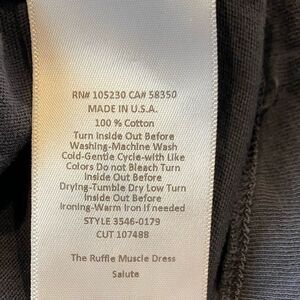 RN# 105230 CA# 58350
MADE IN U.S.A.
100 % Cotton
Turn Inside Out Before
Washing-Machine Wash
Cold-Gentle Cycle-with Like
Colors Do not Bleach Turn
Inside Out Before
Drying-Tumble Dry Low Turn
Inside Out Before
Ironing-Warm Iron if Needed
STYLE 3546-0179
CUT 107488
The Ruffle Muscle Dress
Salute